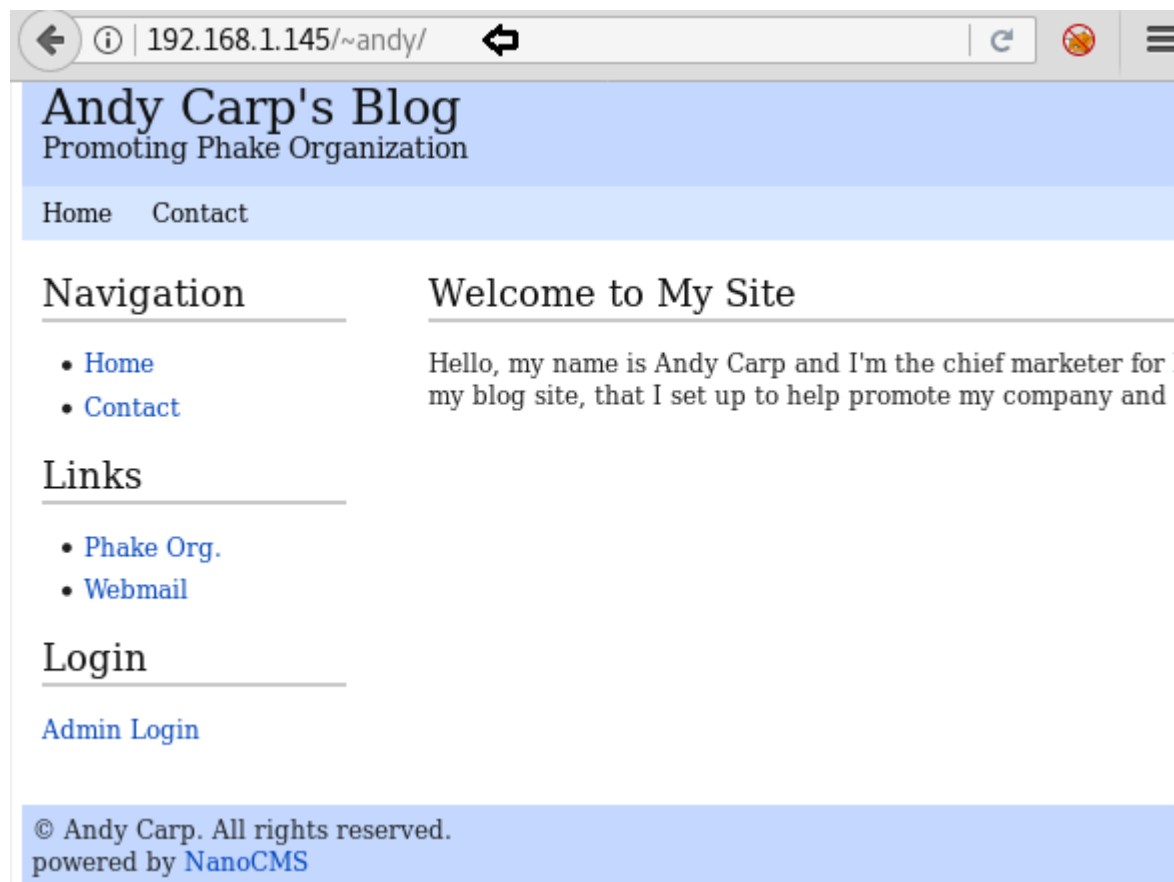 192.168.1.145/~andy/
Andy Carp's Blog
Promoting Phake Organization
Home Contact
Navigation
Home
Contact
Links
Phake Org.
Webmail
Login
Admin Login
Welcome to My Site
Hello, my name is Andy Carp and I'm the chief marketer for
my blog site, that I set up to help promote my company and
© Andy Carp. All rights reserved.
powered by NanoCMS